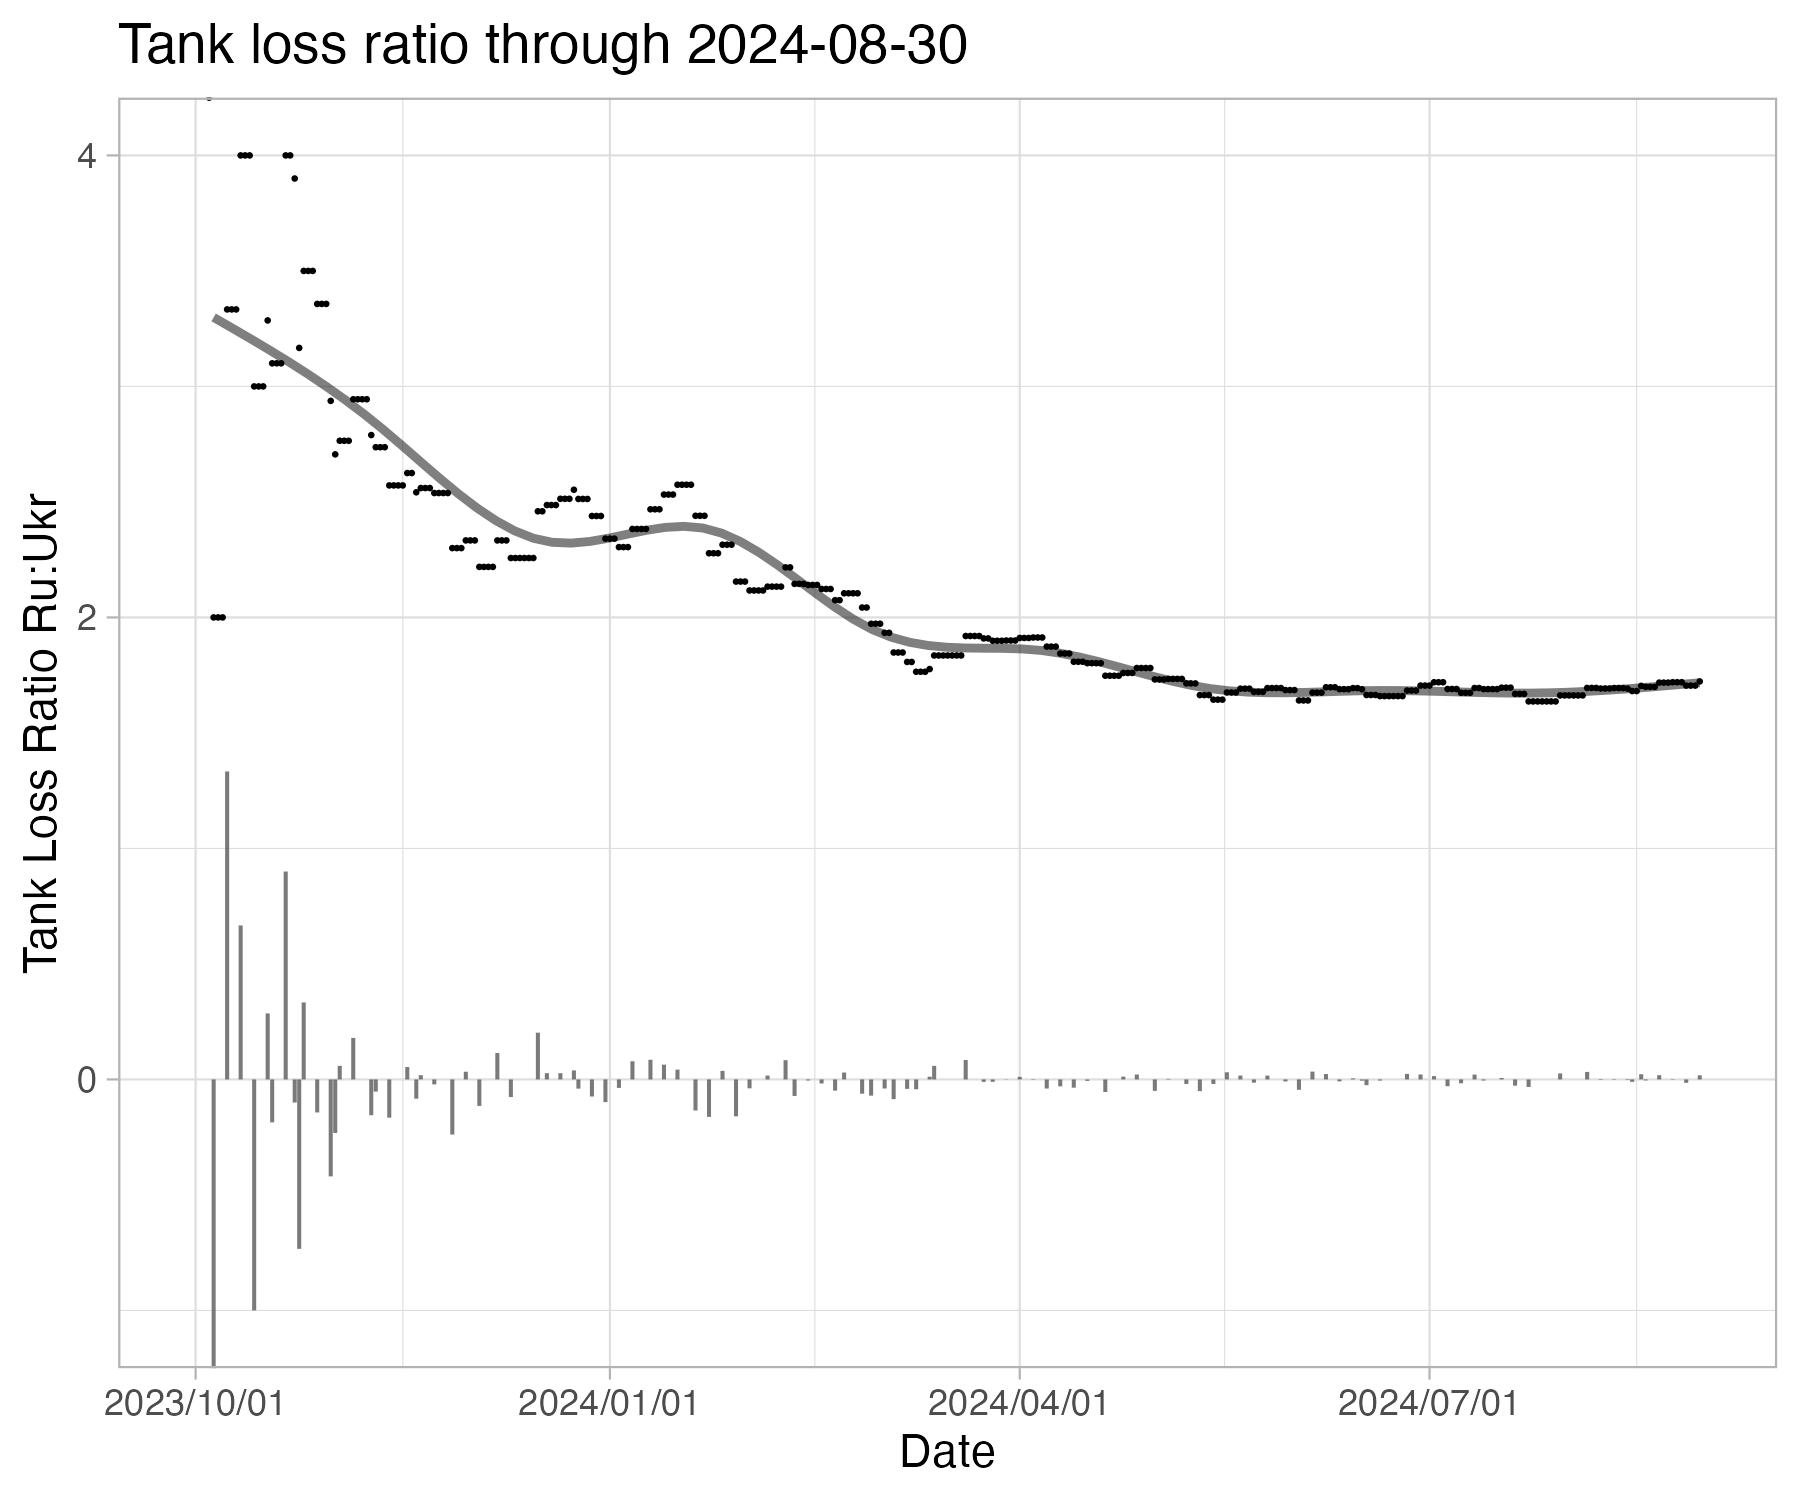 Tank loss ratio through 2024-08-30
Tank Loss Ratio Ru:Ukr
4
2
0
2023/10/01
2024/01/01
2024/04/01
2024/07/01
Date